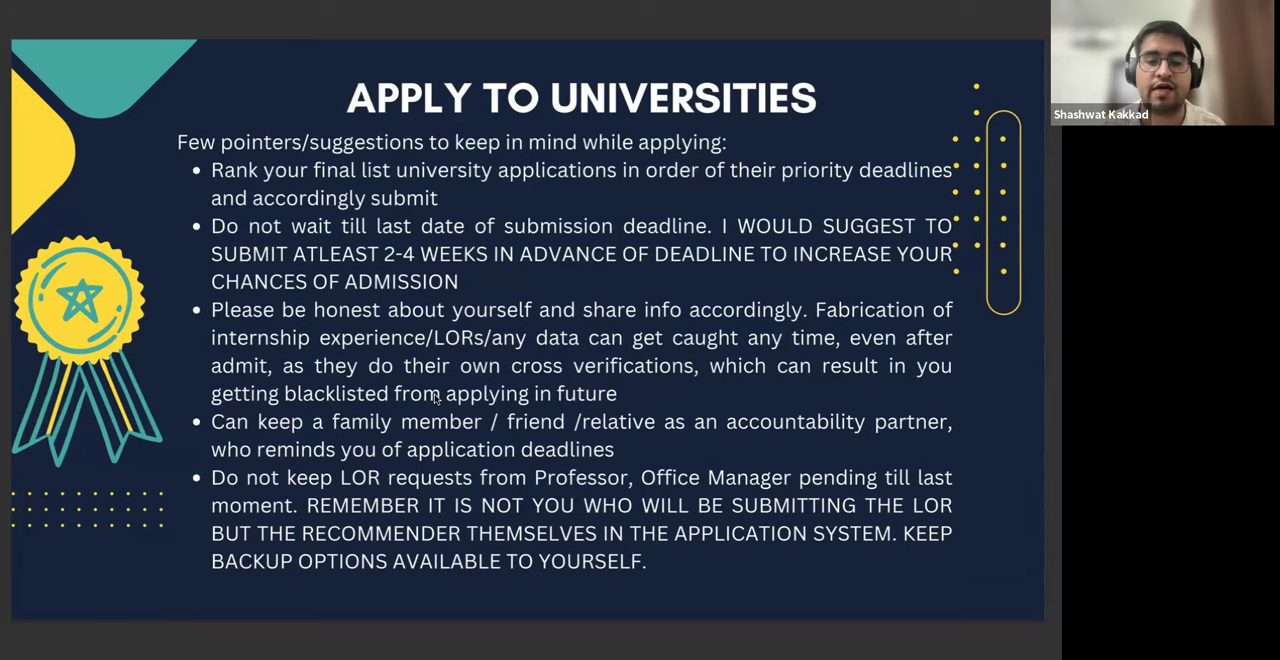 APPLY TO UNIVERSITIES
Few pointers/suggestions to keep in mind while applying:
• Rank your final list university applications in order of their priority deadlines
and accordingly submit
• Do not wait till last date of submission deadline. I WOULD SUGGEST TO
SUBMIT ATLEAST 2-4 WEEKS IN ADVANCE OF DEADLINE TO INCREASE YOUR
CHANCES OF ADMISSION
• Please be honest about yourself and share info accordingly. Fabrication of
internship experience/LORs/any data can get caught any time, even after
admit, as they do their own cross verifications, which can result in you
getting blacklisted from applying in future
• Can keep a family member / friend /relative as an accountability partner,
who reminds you of application deadlines
• Do not keep LOR requests from Professor, Office Manager pending till last
moment. REMEMBER IT IS NOT YOU WHO WILL BE SUBMITTING THE LOR
BUT THE RECOMMENDER THEMSELVES IN THE APPLICATION SYSTEM. KEEP
BACKUP OPTIONS AVAILABLE TO YOURSELF.
Shashwat Kakkad